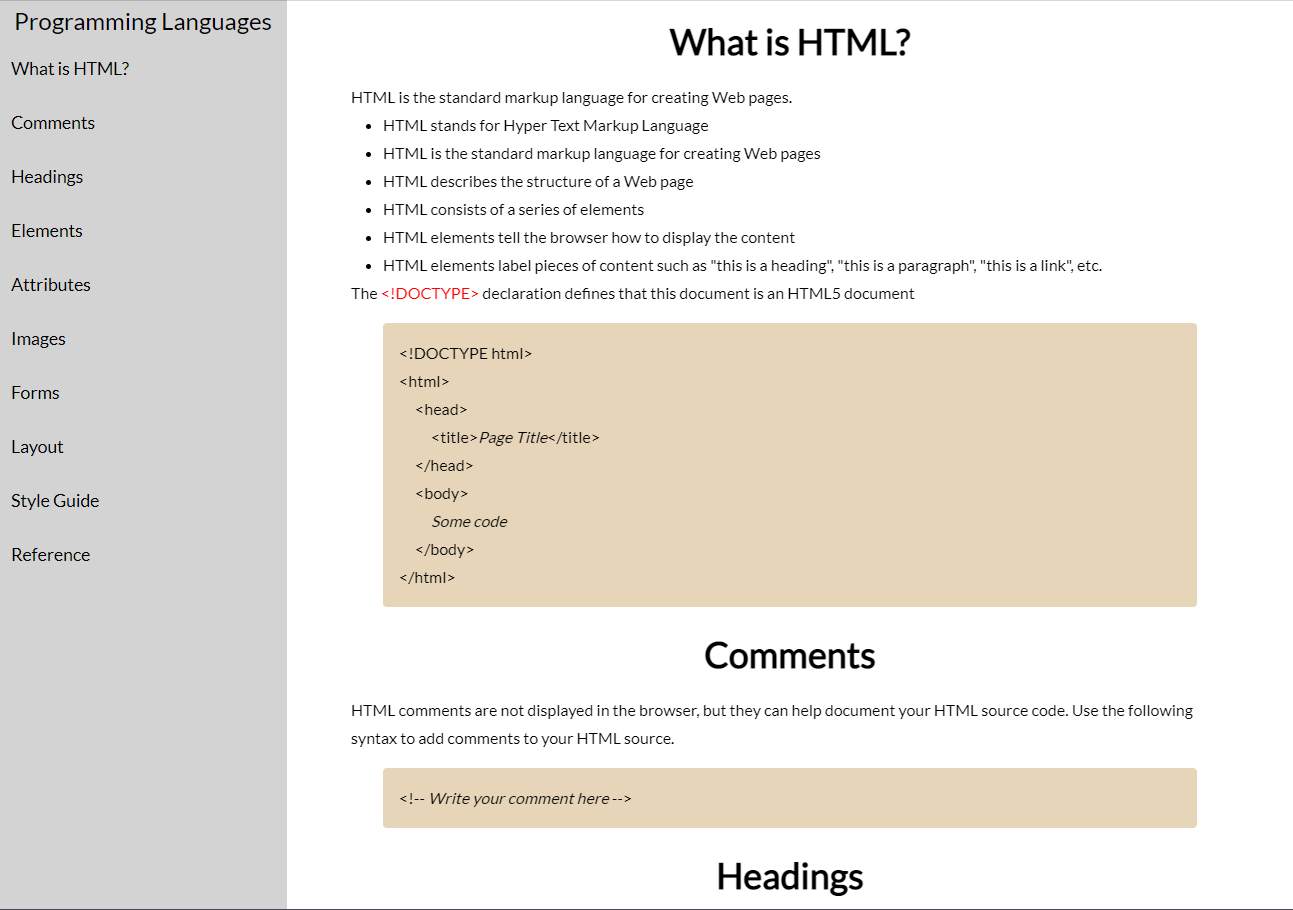 Programming Languages
What is HTML?
Comments
Headings
Elements
Attributes
Images
Forms
Layout
Style Guide
Reference
What is HTML?
HTML is the standard markup language for creating Web pages.
• HTML stands for Hyper Text Markup Language
• HTML is the standard markup language for creating Web pages
• HTML describes the structure of a Web page
• HTML consists of a series of elements
• HTML elements tell the browser how to display the content
• HTML elements label pieces of content such as "this is a heading", "this is a paragraph", "this is a link", etc.
The <!DOCTYPE> declaration defines that this document is an HTML5 document
<!DOCTYPE html>
<html>
<head>
<title>Page Title</title>
</head>
<body>
Some code
</body>
</html>
Comments
HTML comments are not displayed in the browser, but they can help document your HTML source code. Use the following
syntax to add comments to your HTML source.
<!-- Write your comment here -->
Headings